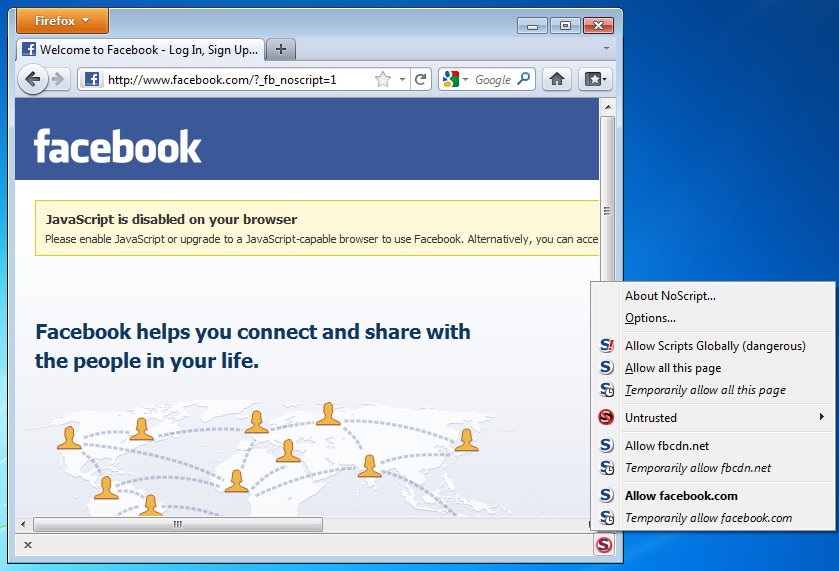 Firefox
Welcome to Facebook - Log In, Sign Up...
http://www.facebook.com/?_fb_noscript=1
Google
facebook
JavaScript is disabled on your browser
Please enable JavaScript or upgrade to a JavaScript-capable browser to use Facebook. Alternatively, you can acce
Facebook helps you connect and share with
the people in your life.
About NoScript...
Options...
Allow Scripts Globally (dangerous)
Allow all this page
Temporarily allow all this page
Untrusted
Allow fbcdn.net
Temporarily allow fbcdn.net
Allow facebook.com
Temporarily allow facebook.com